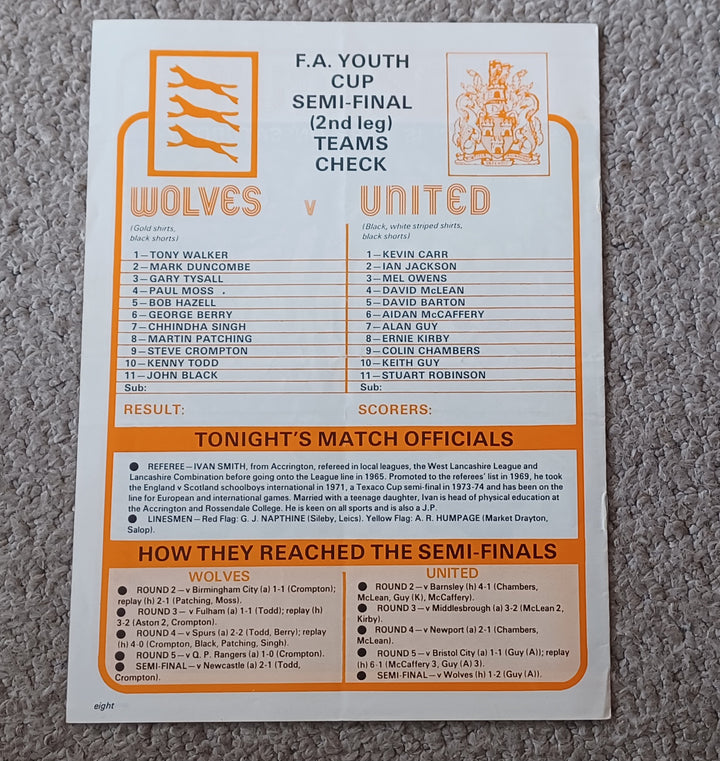 F.A. YOUTH
CUP
SEMI-FINAL
(2nd leg)
TEAMS
CHECK
WOLVES v UNITED
(Gold shirts,
black shorts)
1—TONY WALKER
2—MARK DUNCOMBE
3—GARY TYSALL
4—PAUL MOSS .
5—BOB HAZELL
6—GEORGE BERRY
7—CHHINDHA SINGH
8—MARTIN PATCHING
9—STEVE CROMPTON
10—KENNY TODD
11—JOHN BLACK
Sub:
RESULT:
(Black, white striped shirts,
black shorts)
1—KEVIN CARR
2—IAN JACKSON
3—MEL OWENS
4—DAVID McLEAN
5—DAVID BARTON
6—AIDAN McCAFFERY
7—ALAN GUY
8—ERNIE KIRBY
9—COLIN CHAMBERS
10—KEITH GUY
11—STUART ROBINSON
Sub:
SCORERS:
TONIGHT'S MATCH OFFICIALS
● REFEREE—IVAN SMITH, from Accrington, refereed in local leagues, the West Lancashire League and
Lancashire Combination before going onto the League line in 1965. Promoted to the referees' list in 1969, he took
the England v Scotland schoolboys international in 1971, a Texaco Cup semi-final in 1973-74 and has been on the
line for European and international games. Married with a teenage daughter, Ivan is head of physical education at
the Accrington and Rossendale College. He is keen on all sports and is also a J.P.
● LINESMEN—Red Flag: G. J. NAPTHINE (Sileby, Leics). Yellow Flag: A. R. HUMPAGE (Market Drayton,
Salop).
HOW THEY REACHED THE SEMI-FINALS
WOLVES
● ROUND 2—v Birmingham City (a) 1-1 (Crompton);
replay (h) 2-1 (Patching, Moss).
● ROUND 3—v Fulham (a) 1-1 (Todd); replay (h)
3-2 (Aston 2, Crompton).
● ROUND 4—v Spurs (a) 2-2 (Todd, Berry); replay
(h) 4-0 (Crompton, Black, Patching, Singh).
● ROUND 5—v Q. P. Rangers (a) 1-0 (Crompton).
● SEMI-FINAL—v Newcastle (a) 2-1 (Todd,
Crompton).
UNITED
● ROUND 2—v Barnsley (h) 4-1 (Chambers,
McLean, Guy (K), McCaffery).
● ROUND 3—v Middlesbrough (a) 3-2 (McLean 2,
Kirby).
● ROUND 4—v Newport (a) 2-1 (Chambers,
McLean).
● ROUND 5—v Bristol City (a) 1-1 (Guy (A)); replay
(h) 6-1 (McCaffery 3, Guy (A) 3).
● SEMI-FINAL—v Wolves (h) 1-2 (Guy (A)).
eight